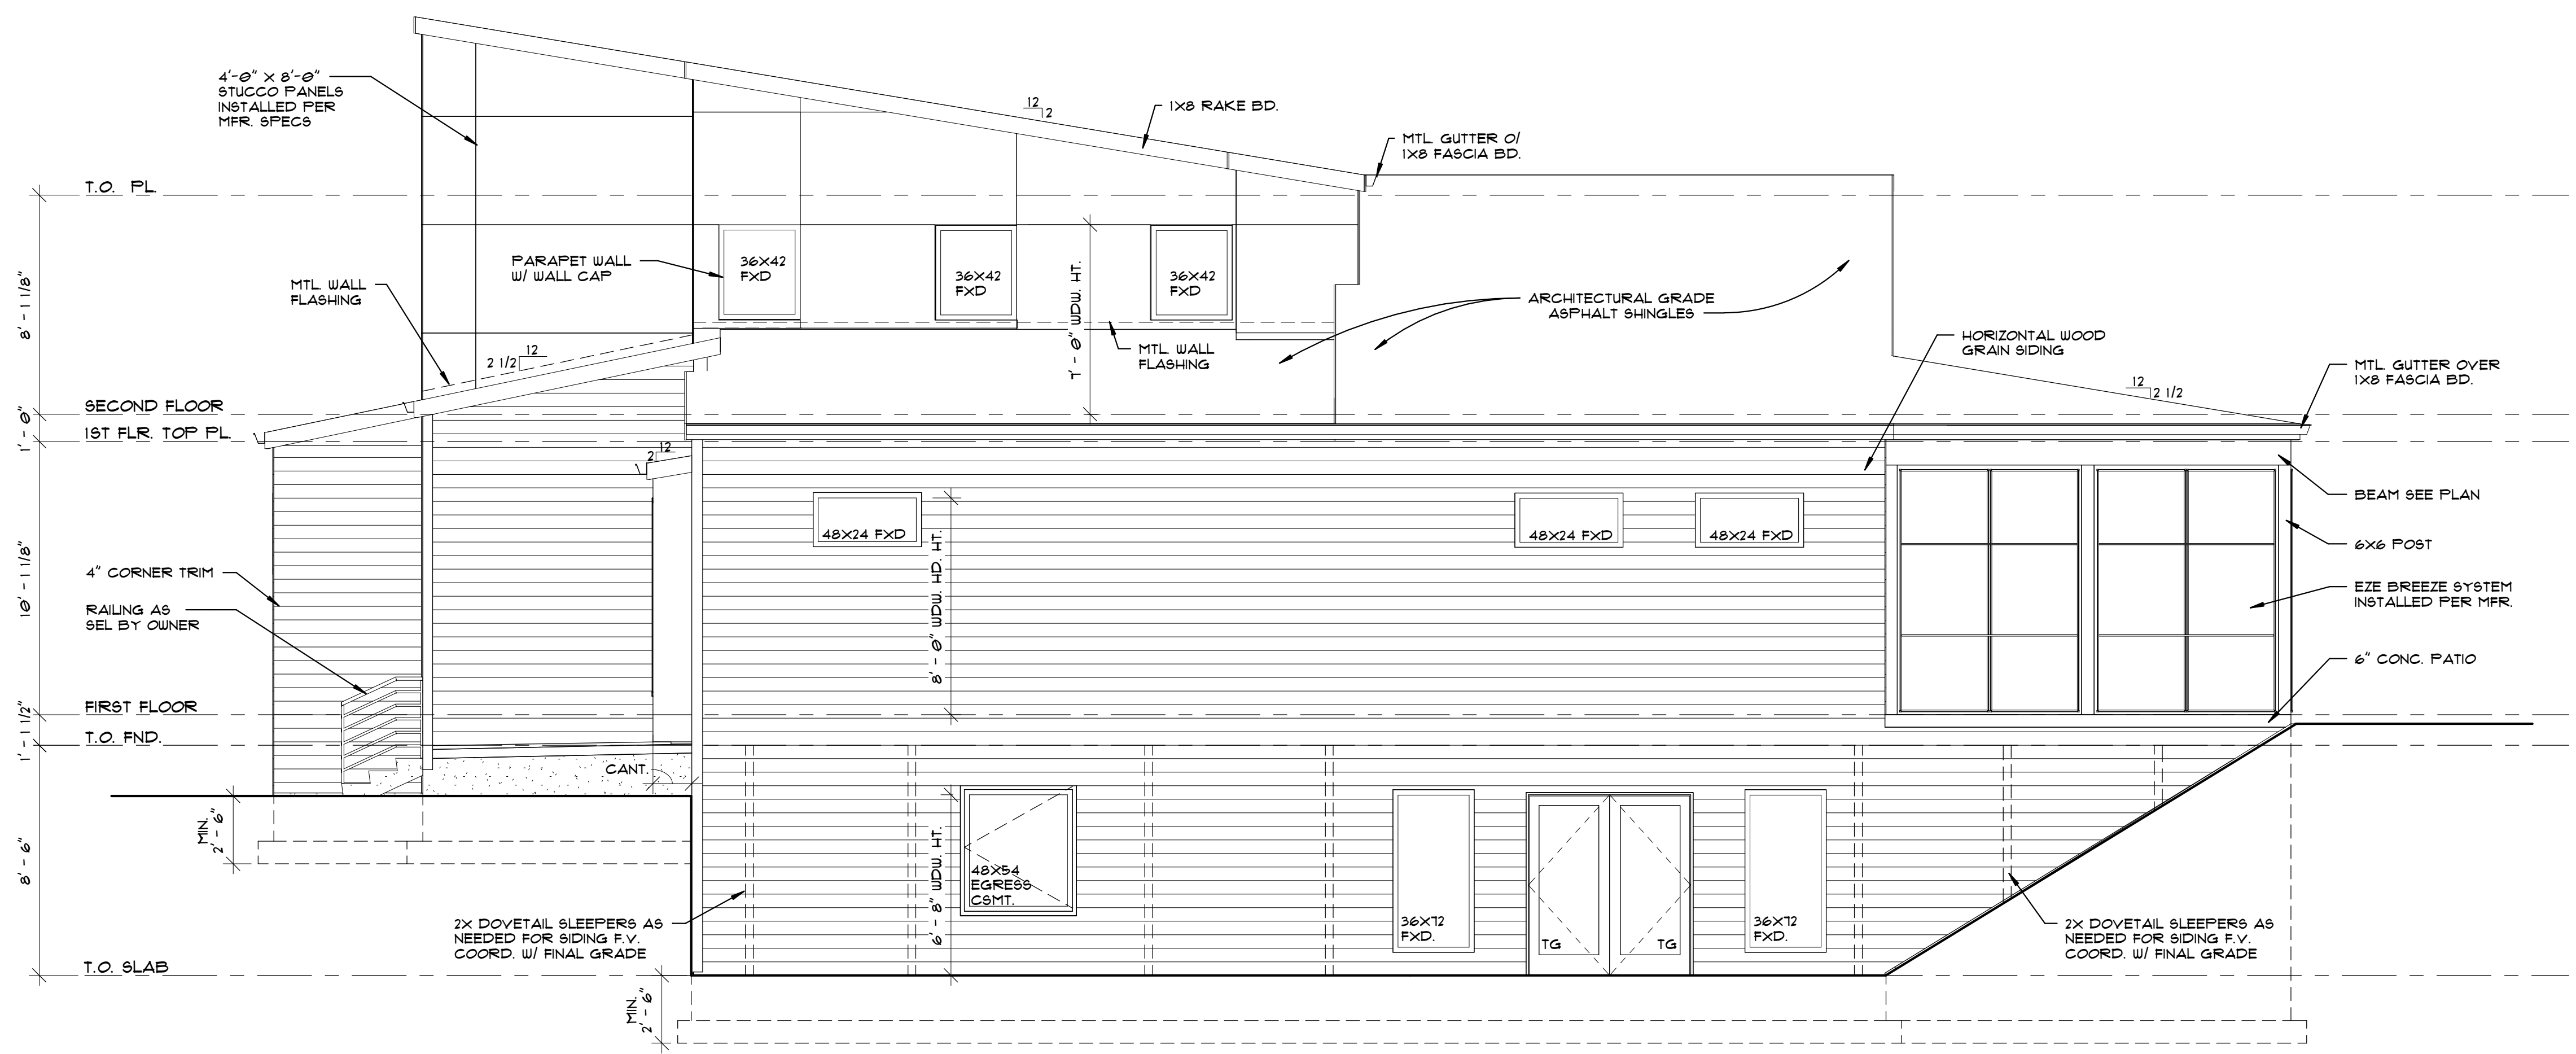 4'-0" X 8'-0"
STUCCO PANELS
INSTALLED PER
MFR. SPECS
12
2
1X8 RAKE BD.
MTL. GUTTER O/
1X8 FASCIA BD.
T.O. PL.
PARAPET WALL
W/ WALL CAP
36X42
FXD
36X42
FXD
36X42
FXD
MTL. WALL
FLASHING
8' - 1 1/8"
7' - 0" WDW. HT.
ARCHITECTURAL GRADE
ASPHALT SHINGLES
MTL. WALL
FLASHING
HORIZONTAL WOOD
GRAIN SIDING
12
2 1/2
MTL. GUTTER OVER
1X8 FASCIA BD.
12
2 1/2
SECOND FLOOR
1' - 0"
1ST FLR. TOP PL.
12
2
BEAM SEE PLAN
48X24 FXD
48X24 FXD
48X24 FXD
6X6 POST
10' - 1 1/8"
8' - 0" WDW. HD. HT.
4" CORNER TRIM
EZE BREEZE SYSTEM
INSTALLED PER MFR.
RAILING AS
SEL BY OWNER
6" CONC. PATIO
FIRST FLOOR
1' - 1 1/2"
T.O. FND.
CANT.
MIN.
2' - 6"
8' - 6"
6' - 8" WDW. HT.
48X54
EGRESS
CSMT.
36X72
FXD.
TG
TG
36X72
FXD.
2X DOVETAIL SLEEPERS AS
NEEDED FOR SIDING F.V.
COORD. W/ FINAL GRADE
2X DOVETAIL SLEEPERS AS
NEEDED FOR SIDING F.V.
COORD. W/ FINAL GRADE
T.O. SLAB
MIN.
2' - 6"